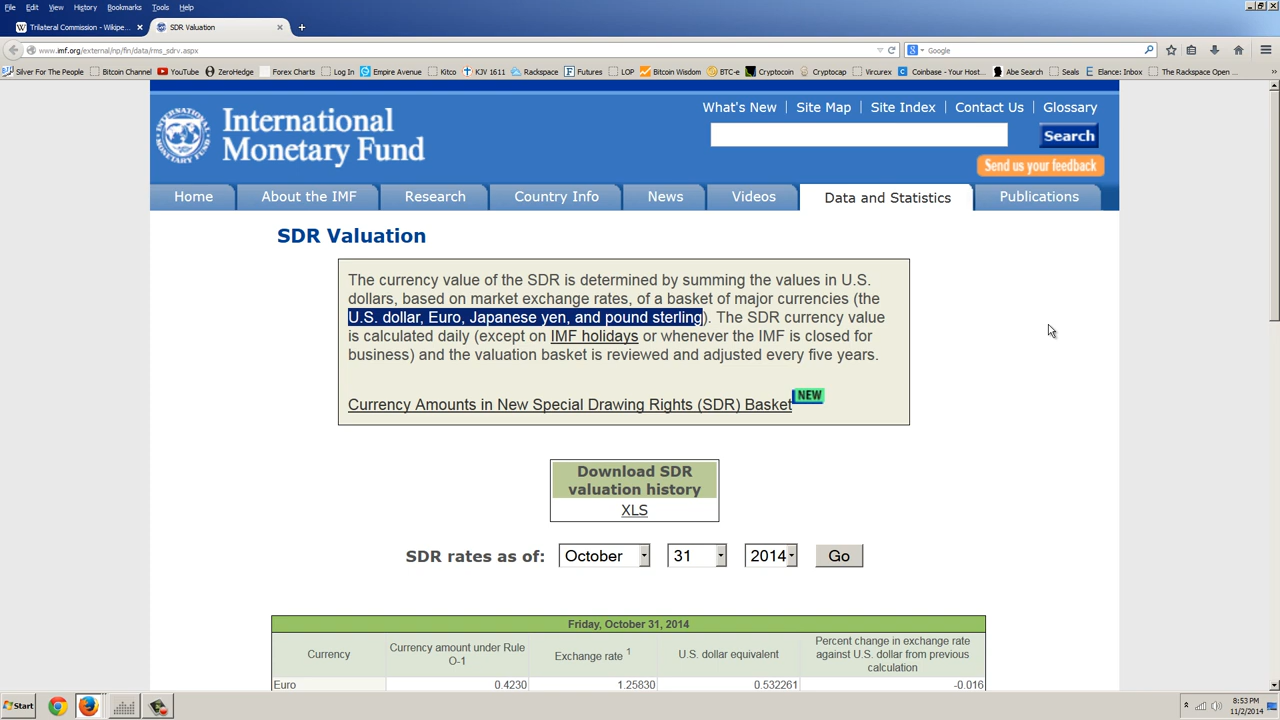 File Edit View History Bookmarks Tools Help
Trilateral Commission - Wikipe... × SDR Valuation × +
www.imf.org/external/np/fin/data/rms_sdrv.aspx Google
Silver For The People Bitcoin Channel YouTube ZeroHedge Forex Charts Log In Empire Avenue Kitco KJV 1611 Rackspace Futures LOP Bitcoin Wisdom BTC-e Cryptocoin Cryptocap Vircurex Coinbase - Your Host... Abe Search Seals Elance: Inbox The Rackspace Open ... »
What's New | Site Map | Site Index | Contact Us | Glossary
International
Monetary Fund
INTERNATIONAL MONETARY FUND
Search
Send us your feedback
Home About the IMF Research Country Info News Videos Data and Statistics Publications
SDR Valuation
The currency value of the SDR is determined by summing the values in U.S.
dollars, based on market exchange rates, of a basket of major currencies (the
U.S. dollar, Euro, Japanese yen, and pound sterling). The SDR currency value
is calculated daily (except on IMF holidays or whenever the IMF is closed for
business) and the valuation basket is reviewed and adjusted every five years.
Currency Amounts in New Special Drawing Rights (SDR) Basket NEW
Download SDR
valuation history
XLS
SDR rates as of: October 31 2014 Go
Friday, October 31, 2014
Currency
Currency amount under Rule
O-1
Exchange rate 1
U.S. dollar equivalent
Percent change in exchange rate
against U.S. dollar from previous
calculation
Euro 0.4230 1.25830 0.532261 -0.016
Start
8:53 PM
11/2/2014